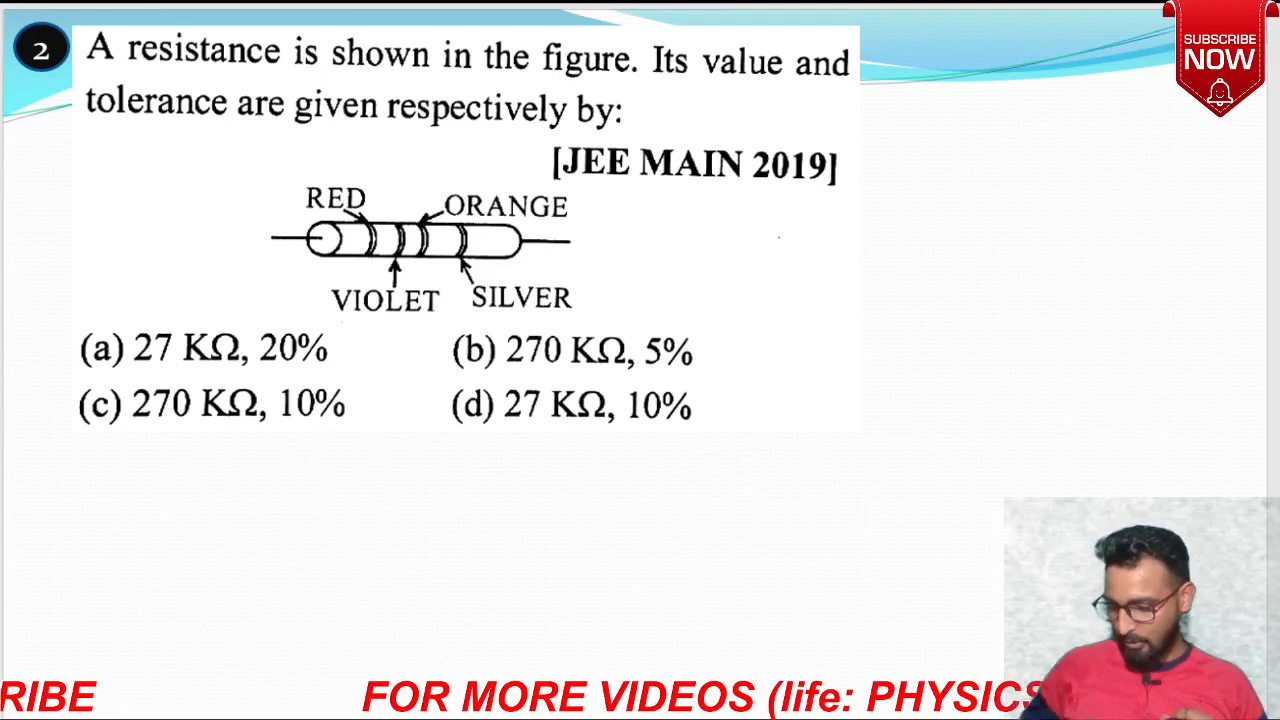 SUBSCRIBE
NOW
2
A resistance is shown in the figure. Its value and
tolerance are given respectively by:
[JEE MAIN 2019]
RED
ORANGE
VIOLET
SILVER
(a) 27 KΩ, 20%
(b) 270 KΩ, 5%
(c) 270 KΩ, 10%
(d) 27 KΩ, 10%
RIBE FOR MORE VIDEOS (life: PHYSICS